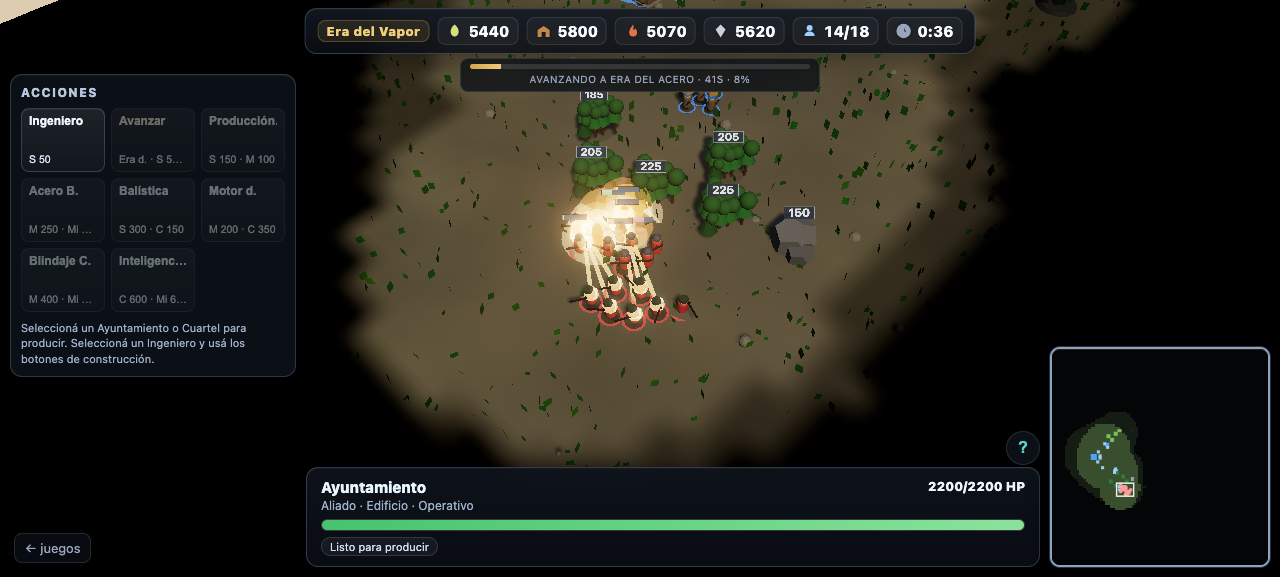 Era del Vapor
5440
5800
5070
5620
14/18
0:36
AVANZANDO A ERA DEL ACERO · 41S · 8%
ACCIONES
Ingeniero
S 50
Avanzar
Era d. · S 5...
Producción.
S 150 · M 100
Acero B.
M 250 · Mi ...
Balística
S 300 · C 150
Motor d.
M 200 · C 350
Blindaje C.
M 400 · Mi ...
Inteligenc...
C 600 · Mi 6...
Seleccioná un Ayuntamiento o Cuartel para
producir. Seleccioná un Ingeniero y usá los
botones de construcción.
185
205
205
225
225
150
?
Ayuntamiento
2200/2200 HP
Aliado · Edificio · Operativo
Listo para producir
← juegos